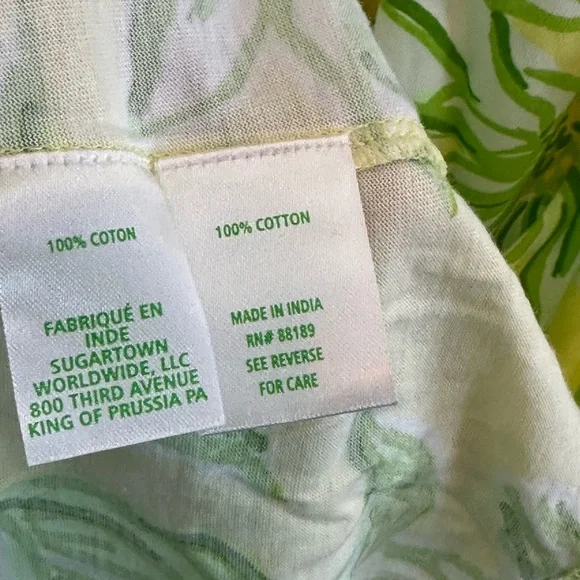 100% COTON
FABRIQUÉ EN
INDE
SUGARTOWN
WORLDWIDE, LLC
800 THIRD AVENUE
KING OF PRUSSIA PA
100% COTTON
MADE IN INDIA
RN# 88189
SEE REVERSE
FOR CARE